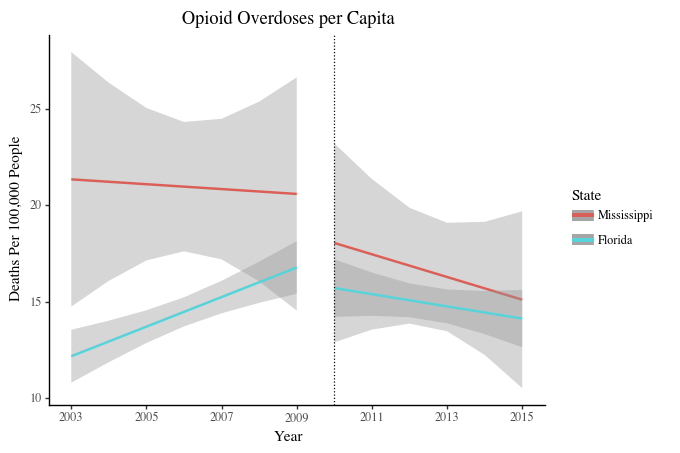 Opioid Overdoses per Capita
Deaths Per 100,000 People
25
20
15
10
2003 2005 2007 2009 2011 2013 2015
Year
State
Mississippi
Florida